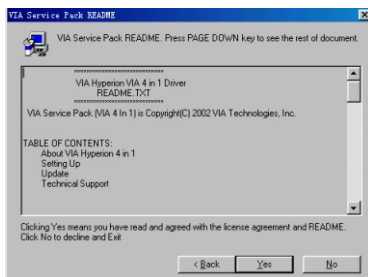 VIA Service Pack README
VIA Service Pack README. Press PAGE DOWN key to see the rest of document.
==============================
VIA Hyperion VIA 4 in 1 Driver
README.TXT
==============================
VIA Service Pack (VIA 4 In 1) is Copyright(C) 2002 VIA Technologies, Inc.
TABLE OF CONTENTS:
About VIA Hyperion 4 in 1
Setting Up
Update
Technical Support
Clicking Yes means you have read and agreed with the license agreement and README.
Click No to decline and Exit
< Back
Yes
No